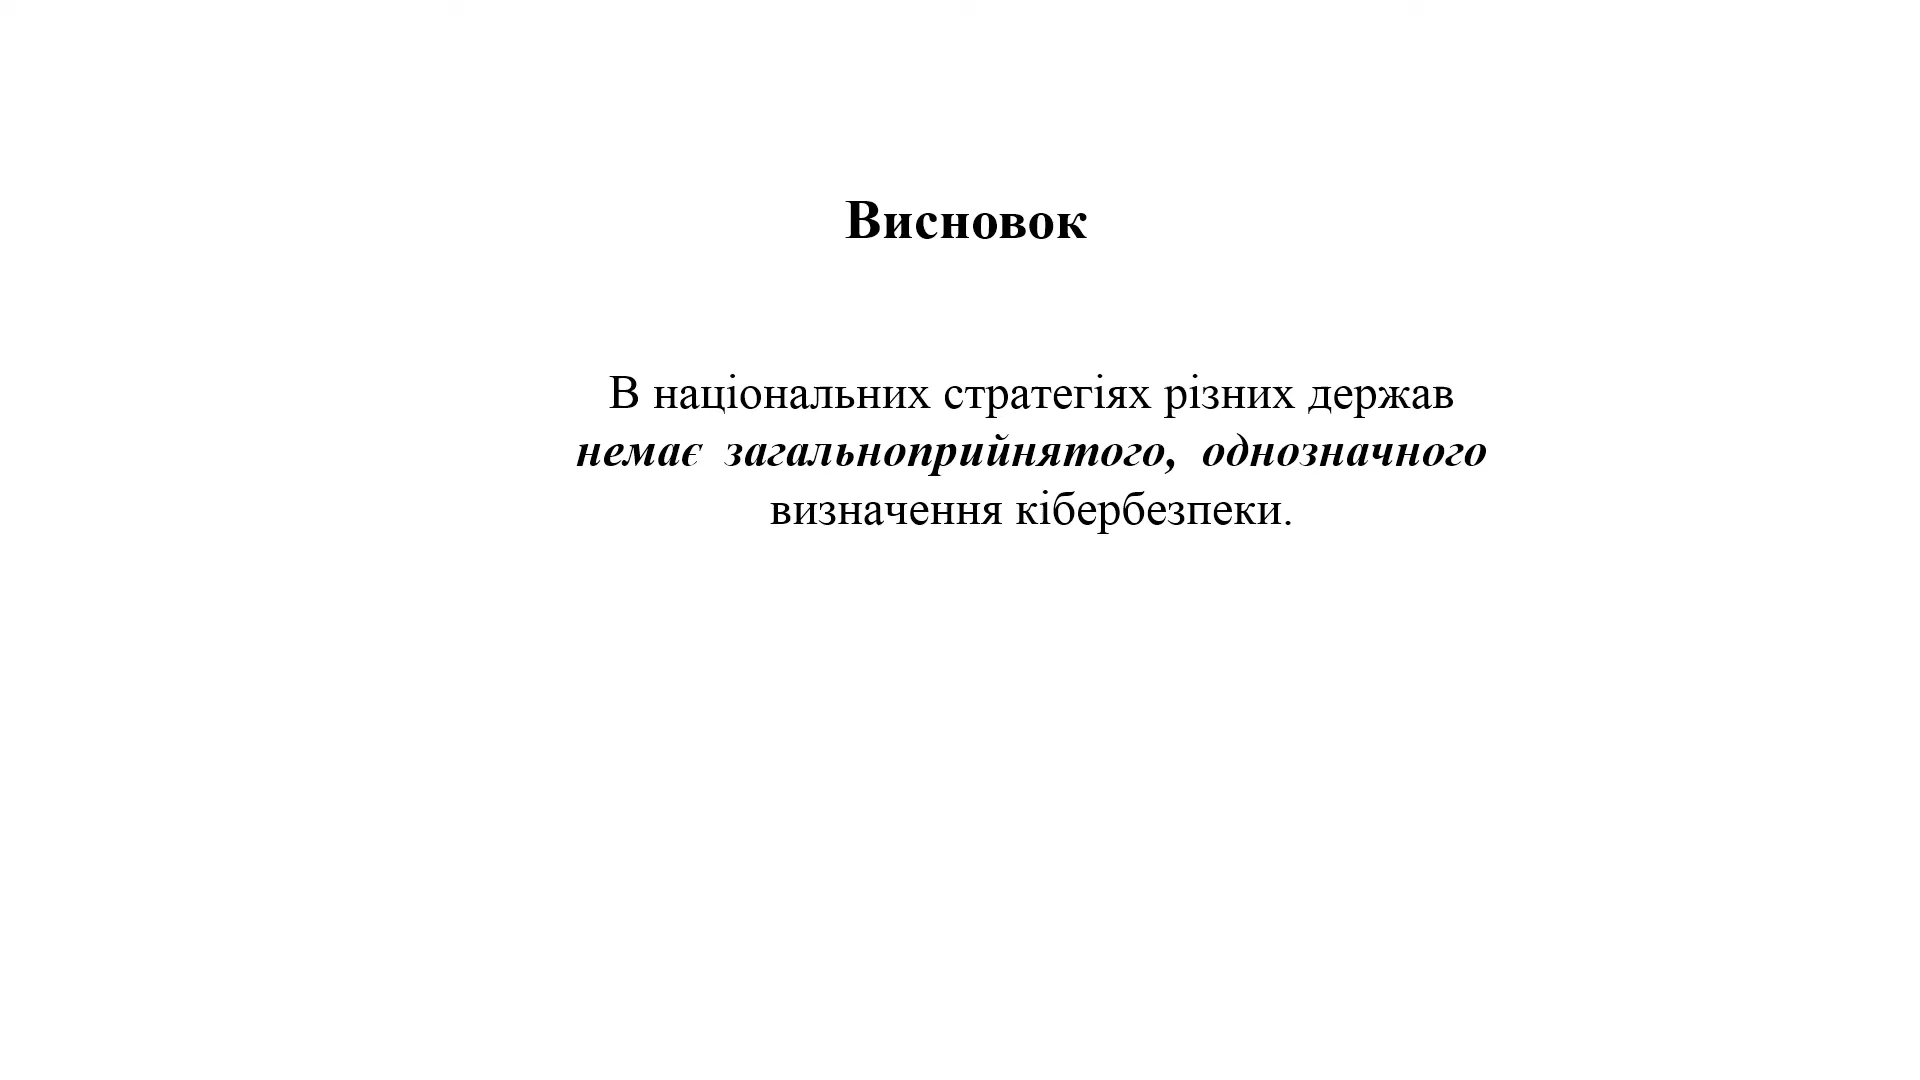 Висновок
В національних стратегіях різних держав
немає загальноприйнятого, однозначного
визначення кібербезпеки.